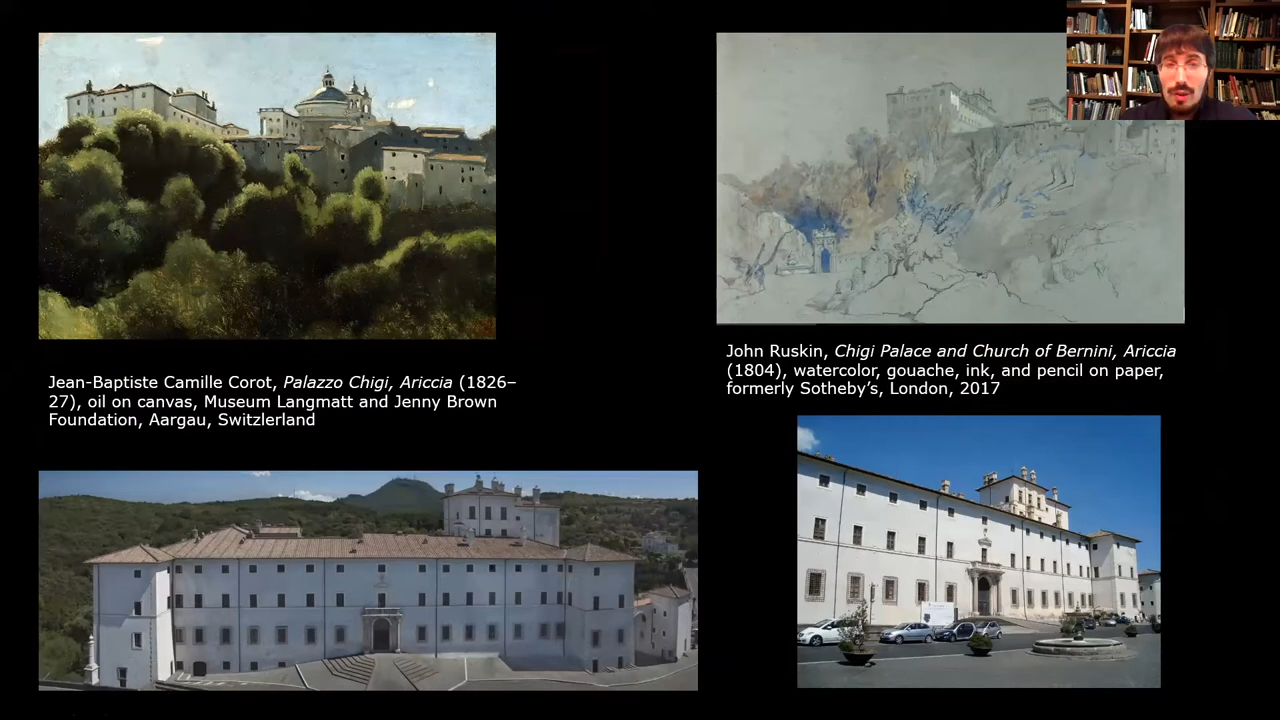 Jean-Baptiste Camille Corot, Palazzo Chigi, Ariccia (1826–
27), oil on canvas, Museum Langmatt and Jenny Brown
Foundation, Aargau, Switzlerland
John Ruskin, Chigi Palace and Church of Bernini, Ariccia
(1804), watercolor, gouache, ink, and pencil on paper,
formerly Sotheby’s, London, 2017